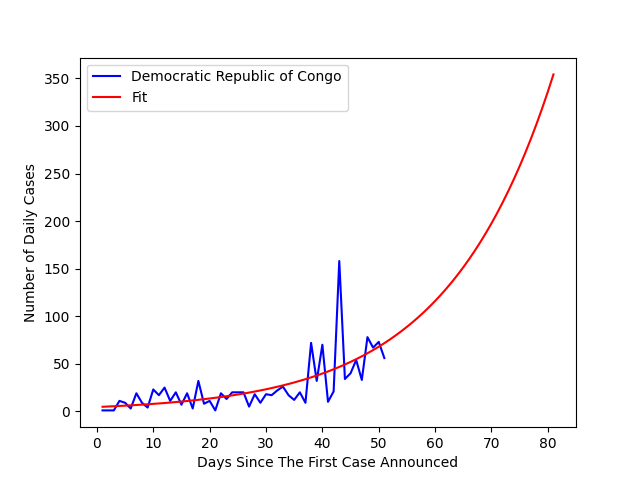 Democratic Republic of Congo
Fit
350
300
250
200
150
100
50
0
Number of Daily Cases
0 10 20 30 40 50 60 70 80
Days Since The First Case Announced